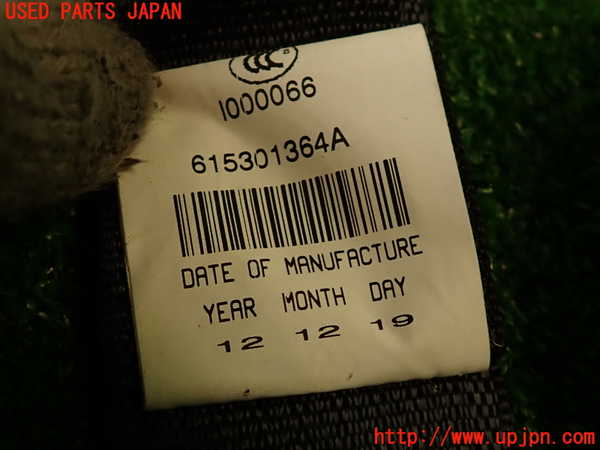 USED PARTS JAPAN
CCC
I000066
615301364A
DATE OF MANUFACTURE
YEAR MONTH DAY
12 12 19
http://www.upjpn.com